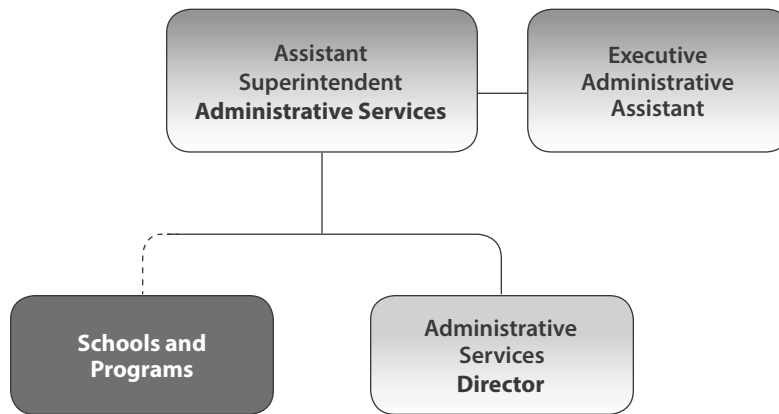 Assistant
Superintendent
Administrative Services
Executive
Administrative
Assistant
Schools and
Programs
Administrative
Services
Director